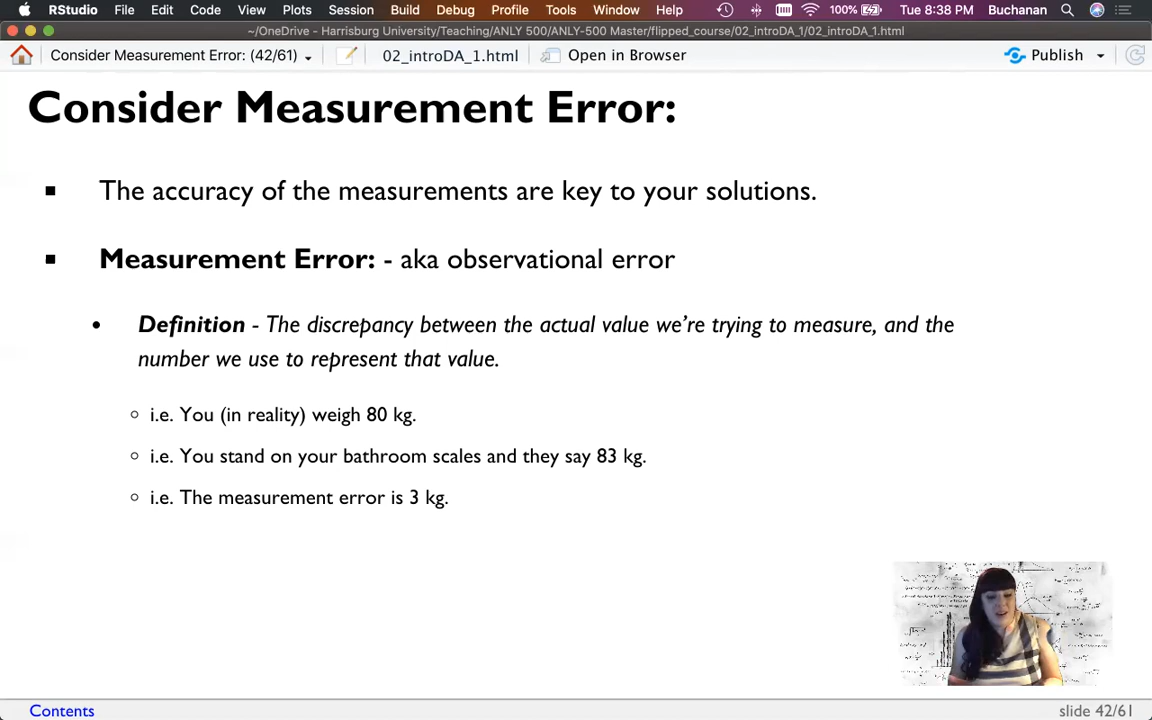 RStudio File Edit Code View Plots Session Build Debug Profile Tools Window Help 100% Tue 8:38 PM Buchanan
~/OneDrive - Harrisburg University/Teaching/ANLY 500/ANLY-500 Master/flipped_course/02_introDA_1/02_introDA_1.html
Consider Measurement Error: (42/61) 02_introDA_1.html Open in Browser Publish
Consider Measurement Error:
The accuracy of the measurements are key to your solutions.
Measurement Error: - aka observational error
Definition - The discrepancy between the actual value we're trying to measure, and the
number we use to represent that value.
i.e. You (in reality) weigh 80 kg.
i.e. You stand on your bathroom scales and they say 83 kg.
i.e. The measurement error is 3 kg.
Contents slide 42/61